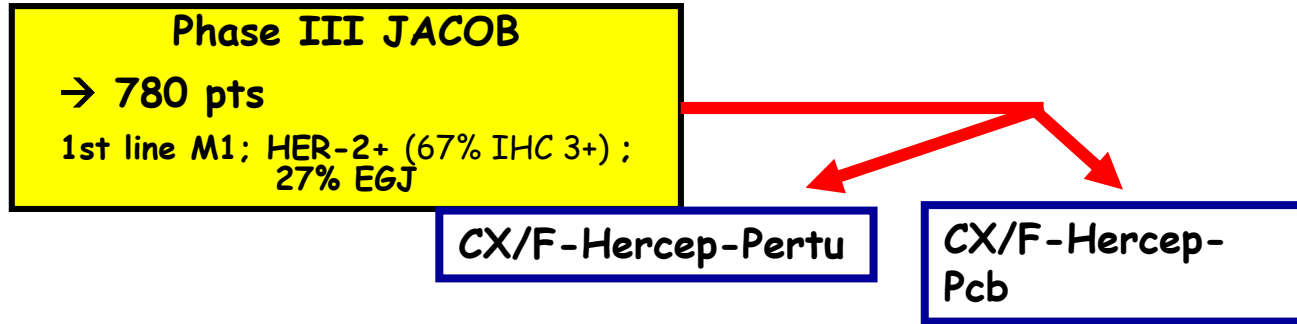 Phase III JACOB
→ 780 pts
1st line M1; HER-2+ (67% IHC 3+) ;
27% EGJ
CX/F-Hercep-Pertu
CX/F-Hercep-
Pcb